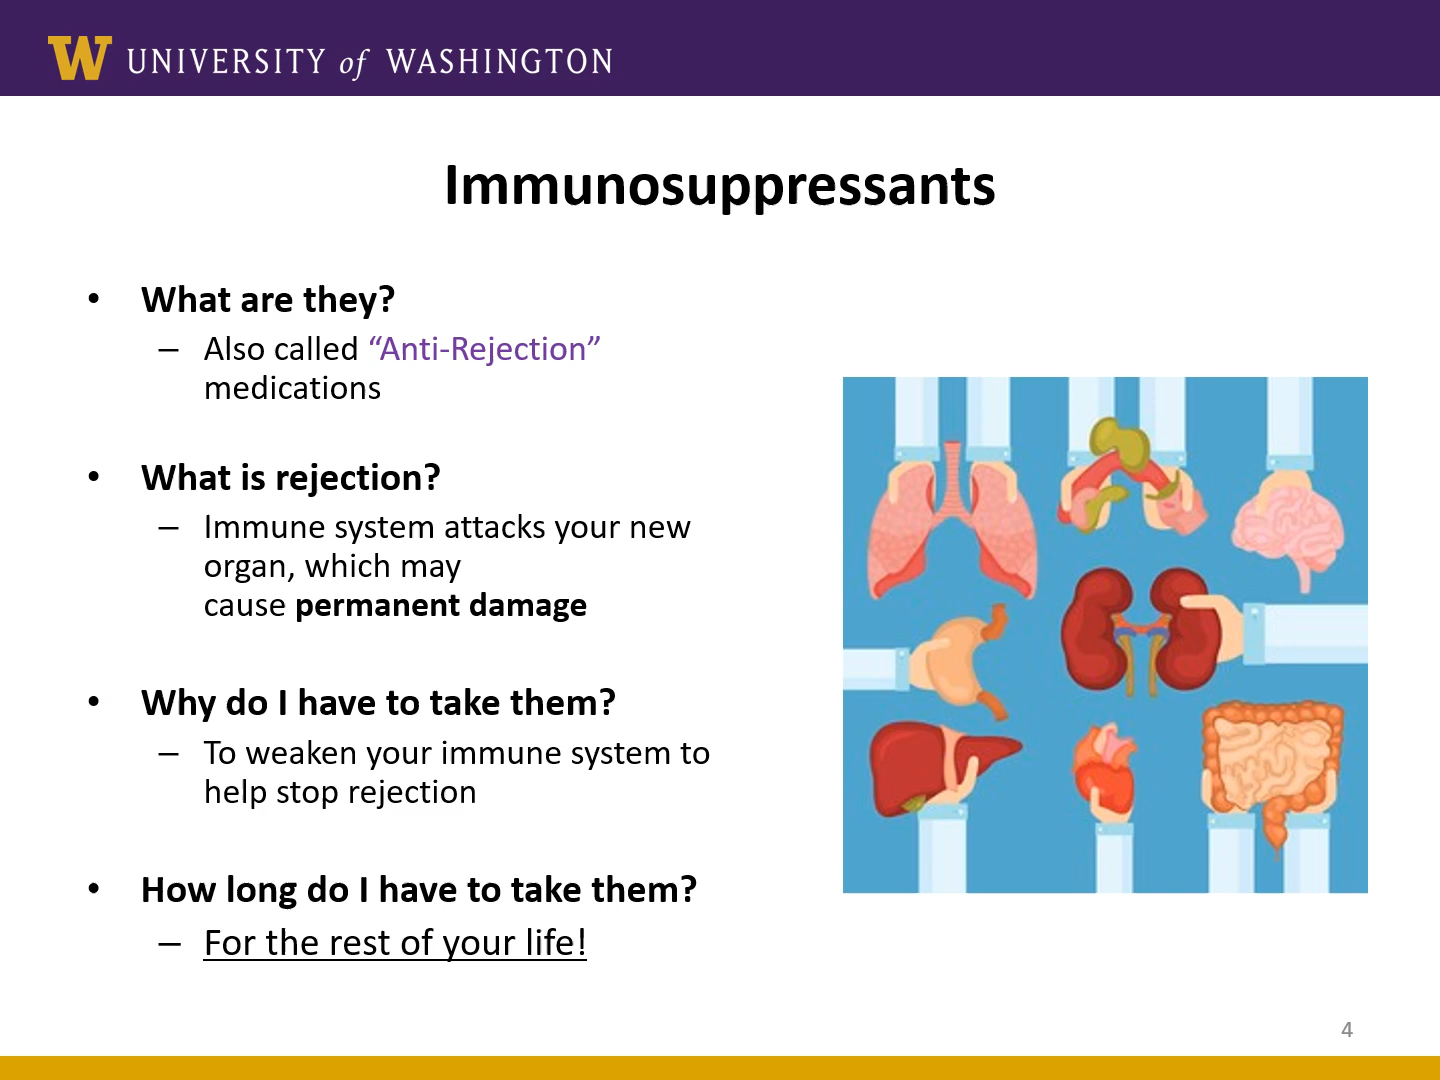 W UNIVERSITY of WASHINGTON
Immunosuppressants
• What are they?
– Also called “Anti-Rejection”
medications
• What is rejection?
– Immune system attacks your new
organ, which may
cause permanent damage
• Why do I have to take them?
– To weaken your immune system to
help stop rejection
• How long do I have to take them?
– For the rest of your life!
4